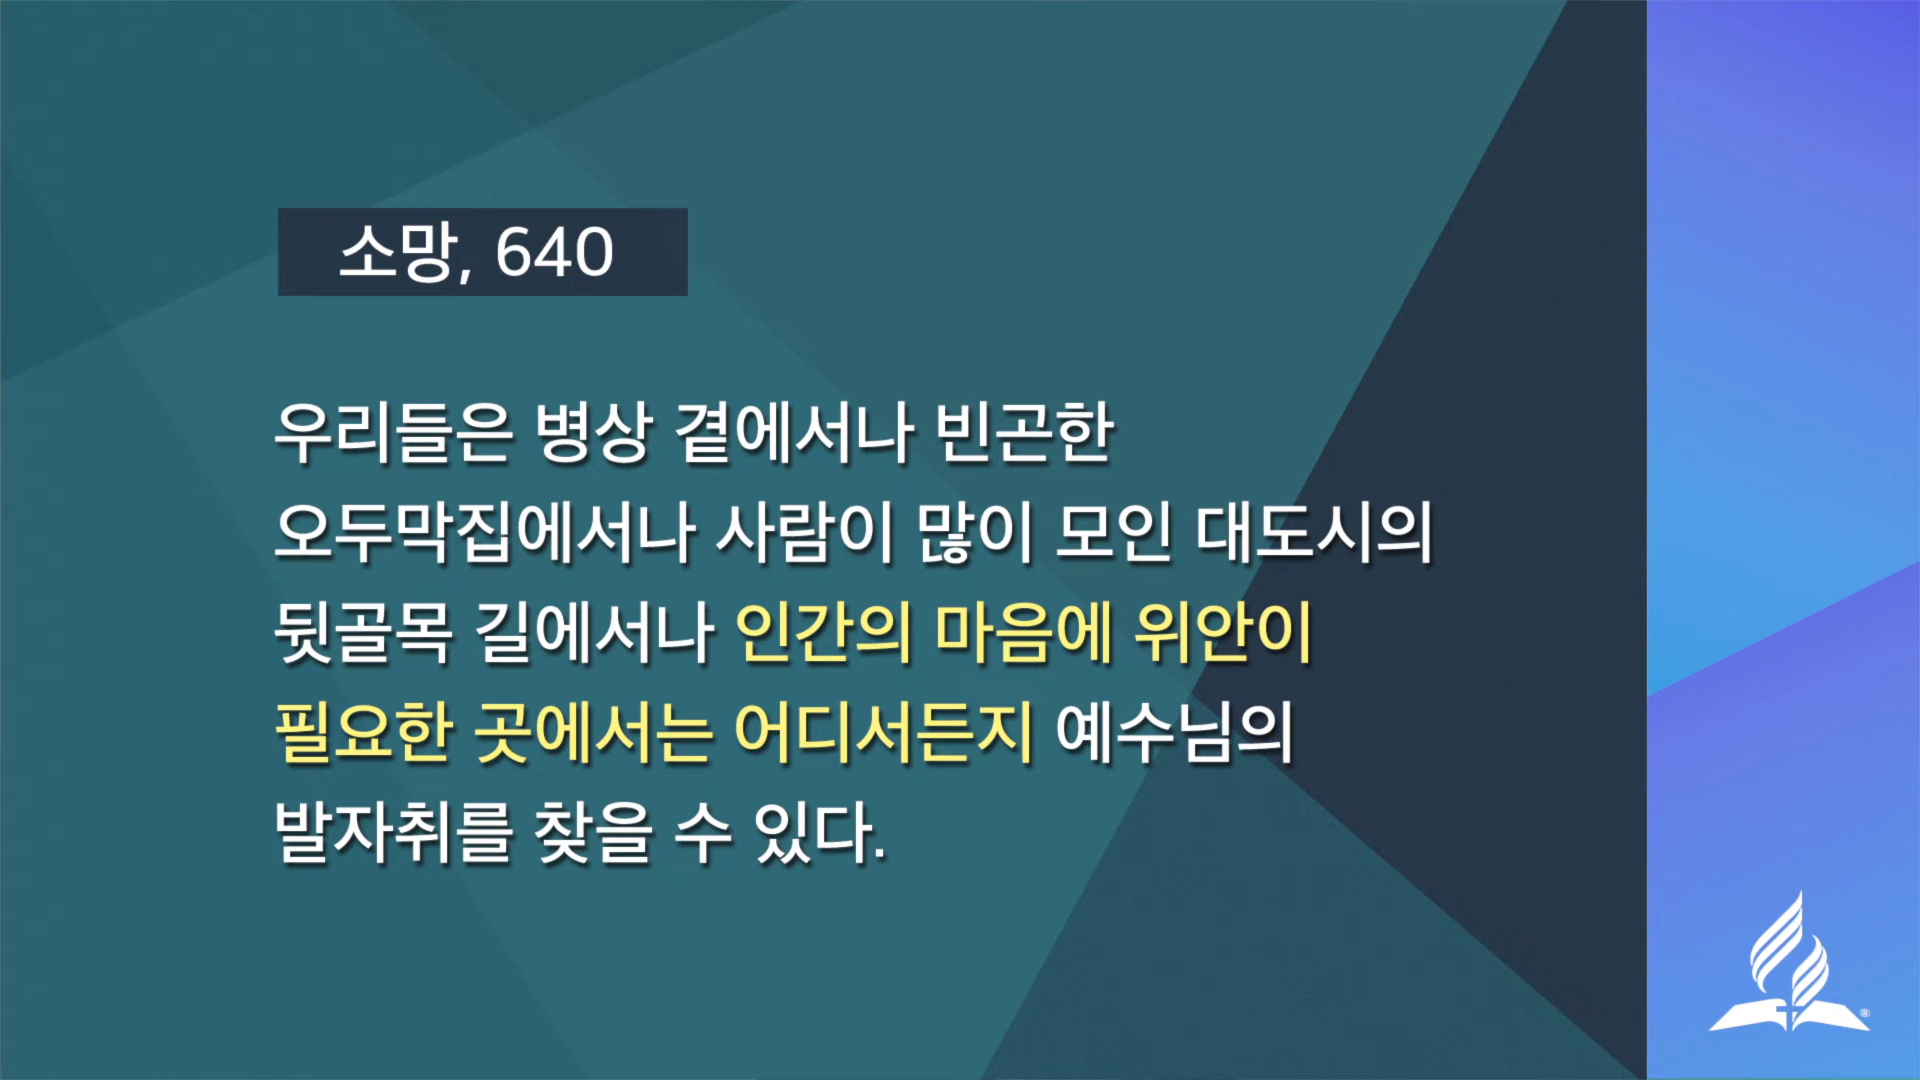 소망, 640
우리들은 병상 곁에서나 빈곤한
오두막집에서나 사람이 많이 모인 대도시의
뒷골목 길에서나 인간의 마음에 위안이
필요한 곳에서는 어디서든지 예수님의
발자취를 찾을 수 있다.
®